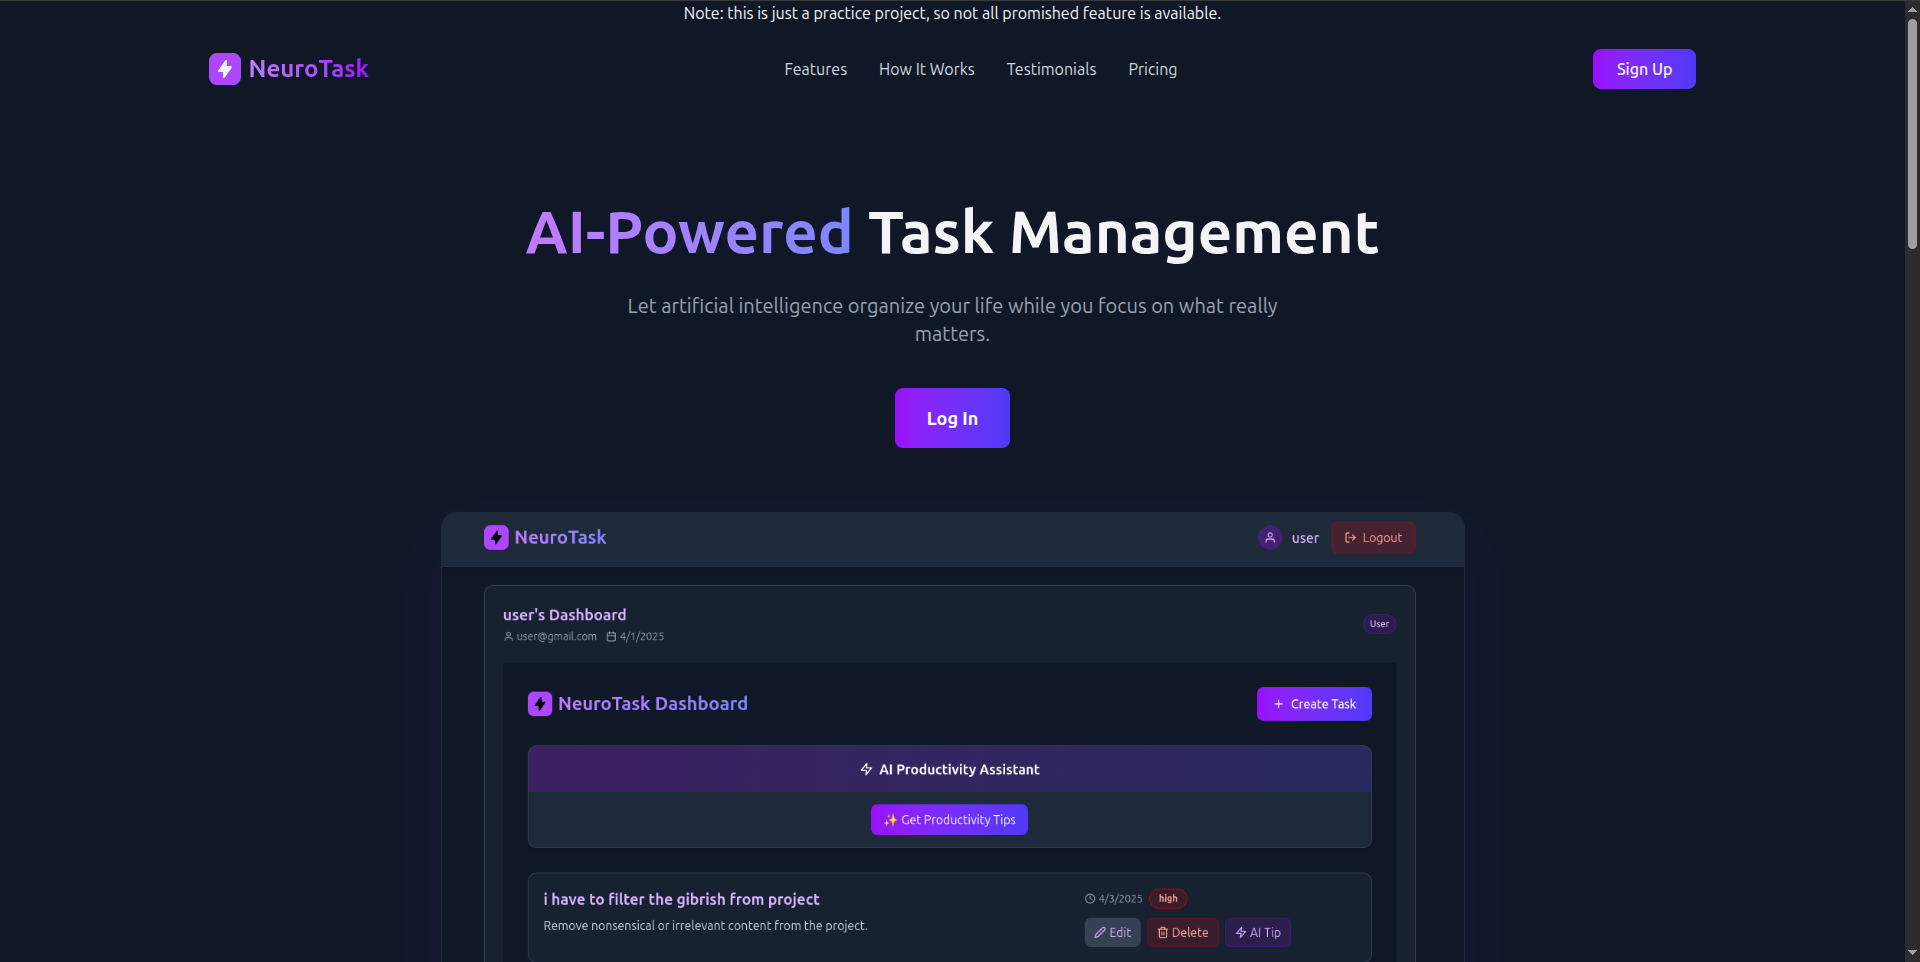 Note: this is just a practice project, so not all promished feature is available.
NeuroTask
Features
How It Works
Testimonials
Pricing
Sign Up
AI-Powered Task Management
Let artificial intelligence organize your life while you focus on what really
matters.
Log In
NeuroTask
user
Logout
user's Dashboard
user@gmail.com 4/1/2025
User
NeuroTask Dashboard
+ Create Task
AI Productivity Assistant
✨ Get Productivity Tips
i have to filter the gibrish from project
4/3/2025 high
Remove nonsensical or irrelevant content from the project.
Edit
Delete
AI Tip